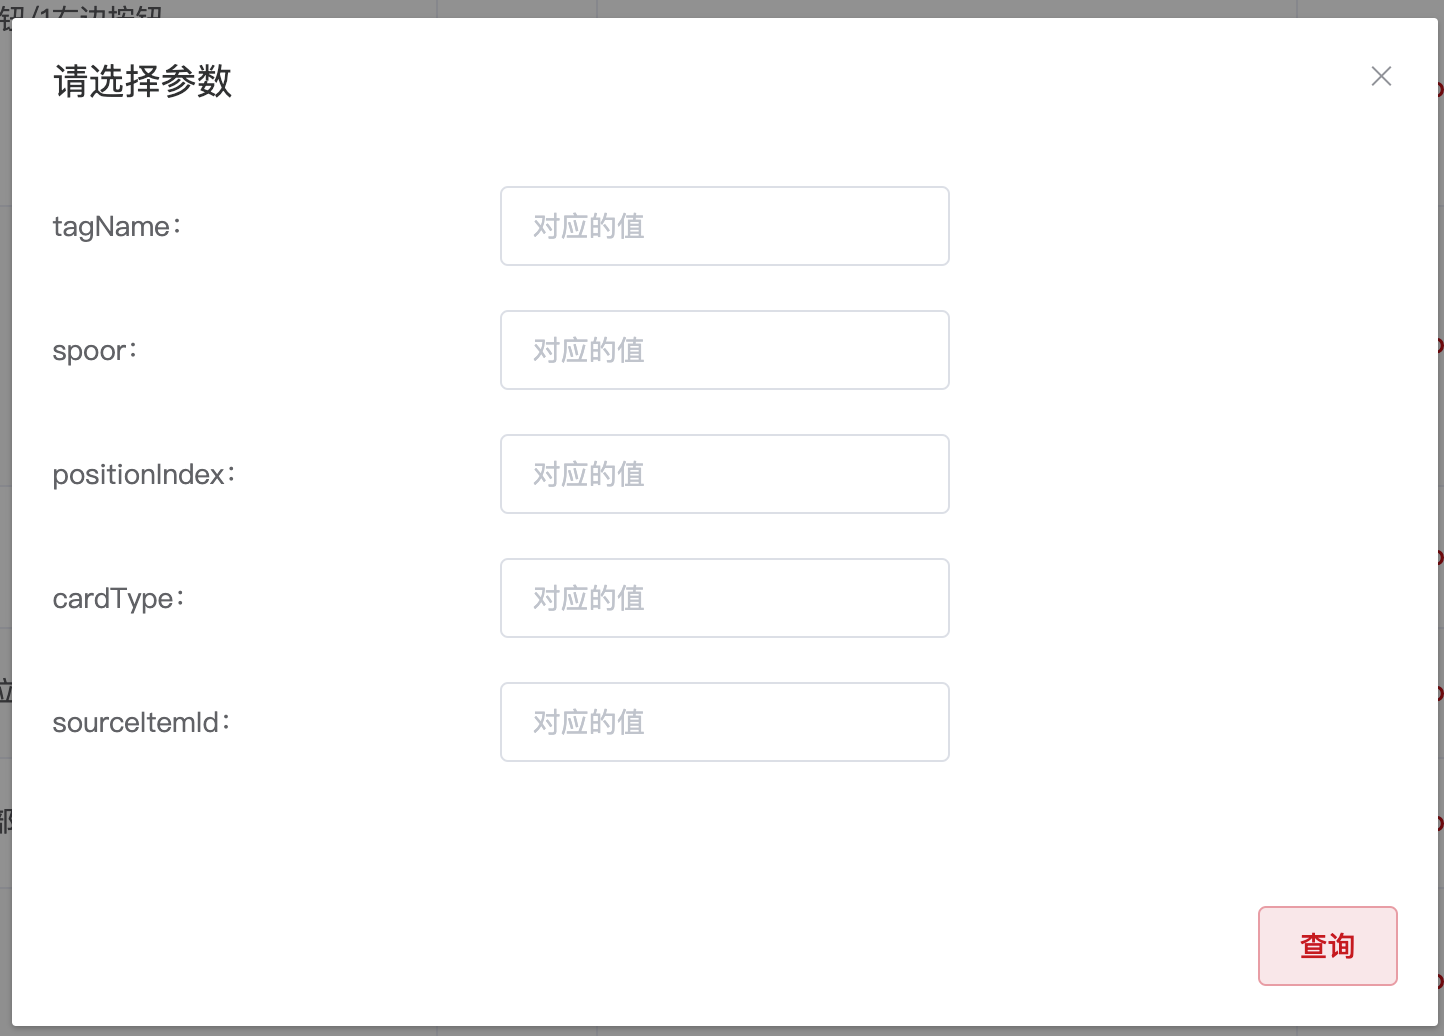 请选择参数
tagName：
对应的值
spoor：
对应的值
positionIndex：
对应的值
cardType：
对应的值
sourceItemId：
对应的值
查询